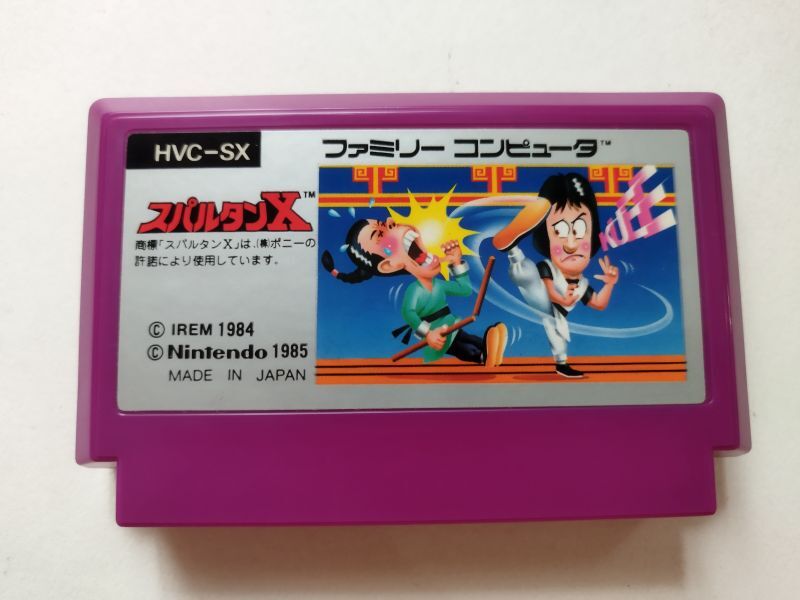 HVC-SX
ファミリー コンピュータ™
スパルタンX™
商標「スパルタンX」は、(株)ポニーの
許諾により使用しています。
© IREM 1984
© Nintendo 1985
MADE IN JAPAN